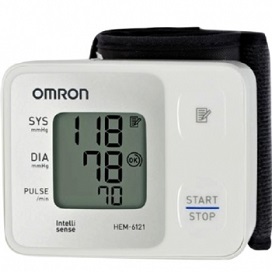 OMRON
SYS
mmHg
118
DIA
mmHg
78
OK
PULSE
/min
70
Intelli
sense
HEM-6121
START
STOP